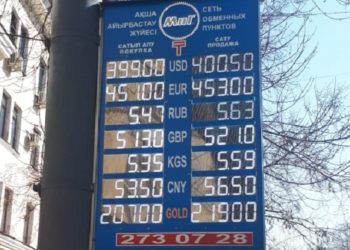 АҚША СЕТЬ
АЙЫРБАСТАУ МиГ ОБМЕННЫХ
ЖҮЙЕСІ ПУНКТОВ
САТЫП АЛУ ₸ САТУ
ПОКУПКА ПРОДАЖА
399.00 USD 400.50
451.00 EUR 453.00
5.41 RUB 5.63
513.0 GBP 521.0
5.35 KGS 5.59
53.50 CNY 56.50
20700 GOLD 21900
273 07 28